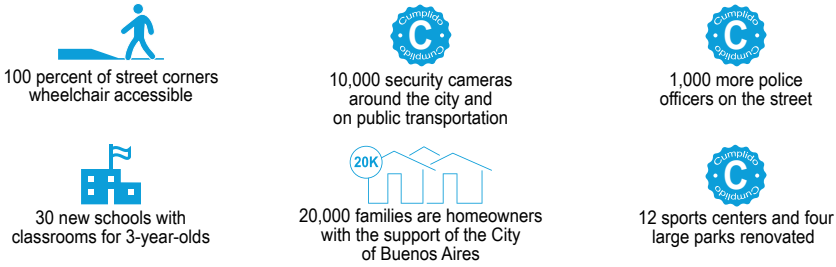 100 percent of street corners
wheelchair accessible
Cumplido
C
Cumplido
10,000 security cameras
around the city and
on public transportation
Cumplido
C
Cumplido
1,000 more police
officers on the street
30 new schools with
classrooms for 3-year-olds
20K
20,000 families are homeowners
with the support of the City
of Buenos Aires
Cumplido
C
Cumplido
12 sports centers and four
large parks renovated